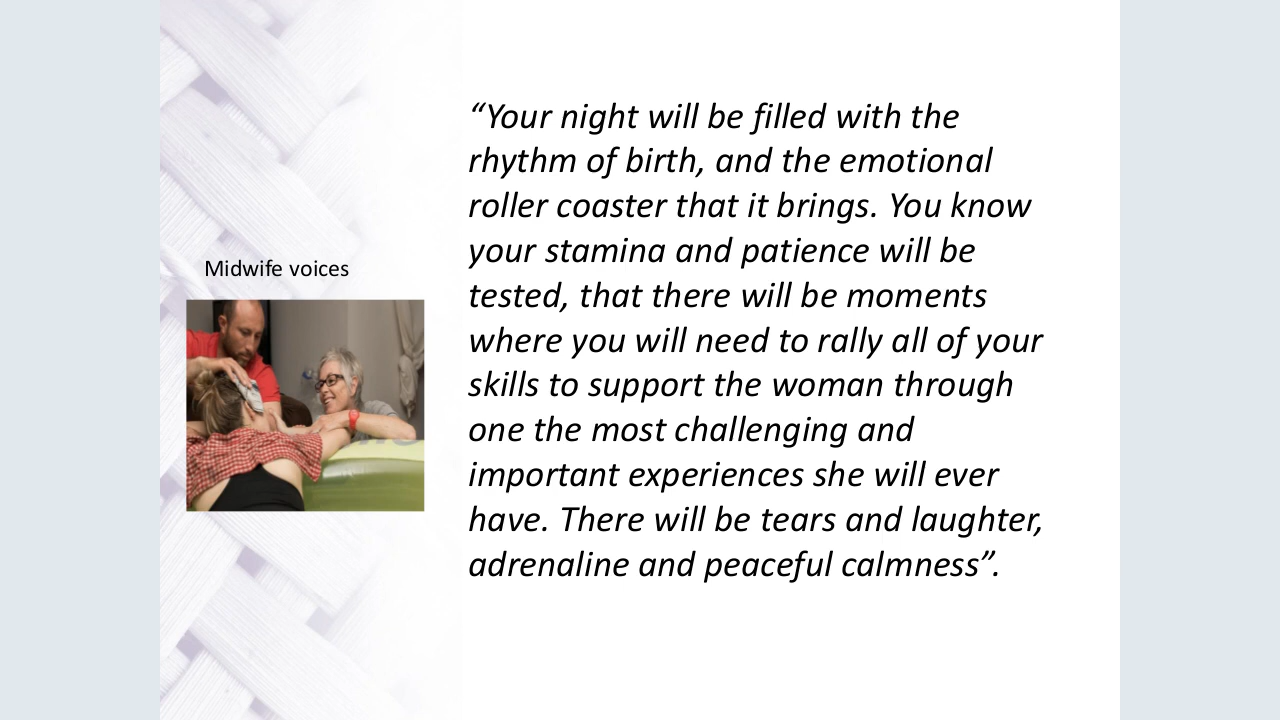 Midwife voices
“Your night will be filled with the
rhythm of birth, and the emotional
roller coaster that it brings. You know
your stamina and patience will be
tested, that there will be moments
where you will need to rally all of your
skills to support the woman through
one the most challenging and
important experiences she will ever
have. There will be tears and laughter,
adrenaline and peaceful calmness”.